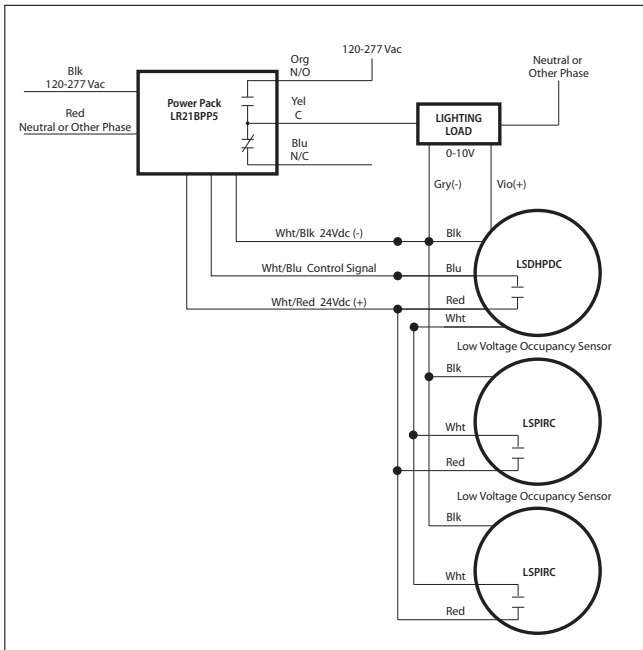 Org
N/O
120-277 Vac
Blk
120-277 Vac
Neutral or
Other Phase
Power Pack
LR21BPP5
Yel
C
Red
Neutral or Other Phase
LIGHTING
LOAD
Blu
N/C
0-10V
Gry(-)
Vio(+)
Wht/Blk 24Vdc (-)
Blk
LSDHPDC
Wht/Blu Control Signal
Blu
Wht/Red 24Vdc (+)
Red
Wht
Low Voltage Occupancy Sensor
Blk
LSPIRC
Wht
Red
Low Voltage Occupancy Sensor
Blk
LSPIRC
Wht
Red